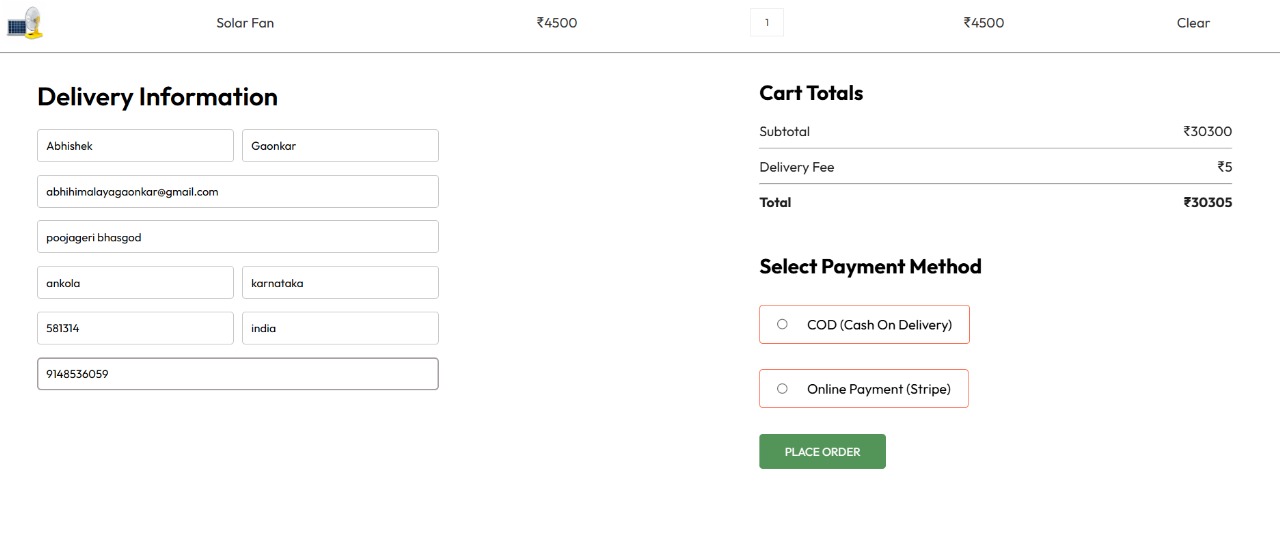 Solar Fan ₹4500 1 ₹4500 Clear
Delivery Information
Abhishek Gaonkar
abhihimalayagaonkar@gmail.com
poojageri bhasgod
ankola karnataka
581314 india
9148536059
Cart Totals
Subtotal ₹30300
Delivery Fee ₹5
Total ₹30305
Select Payment Method
COD (Cash On Delivery)
Online Payment (Stripe)
PLACE ORDER